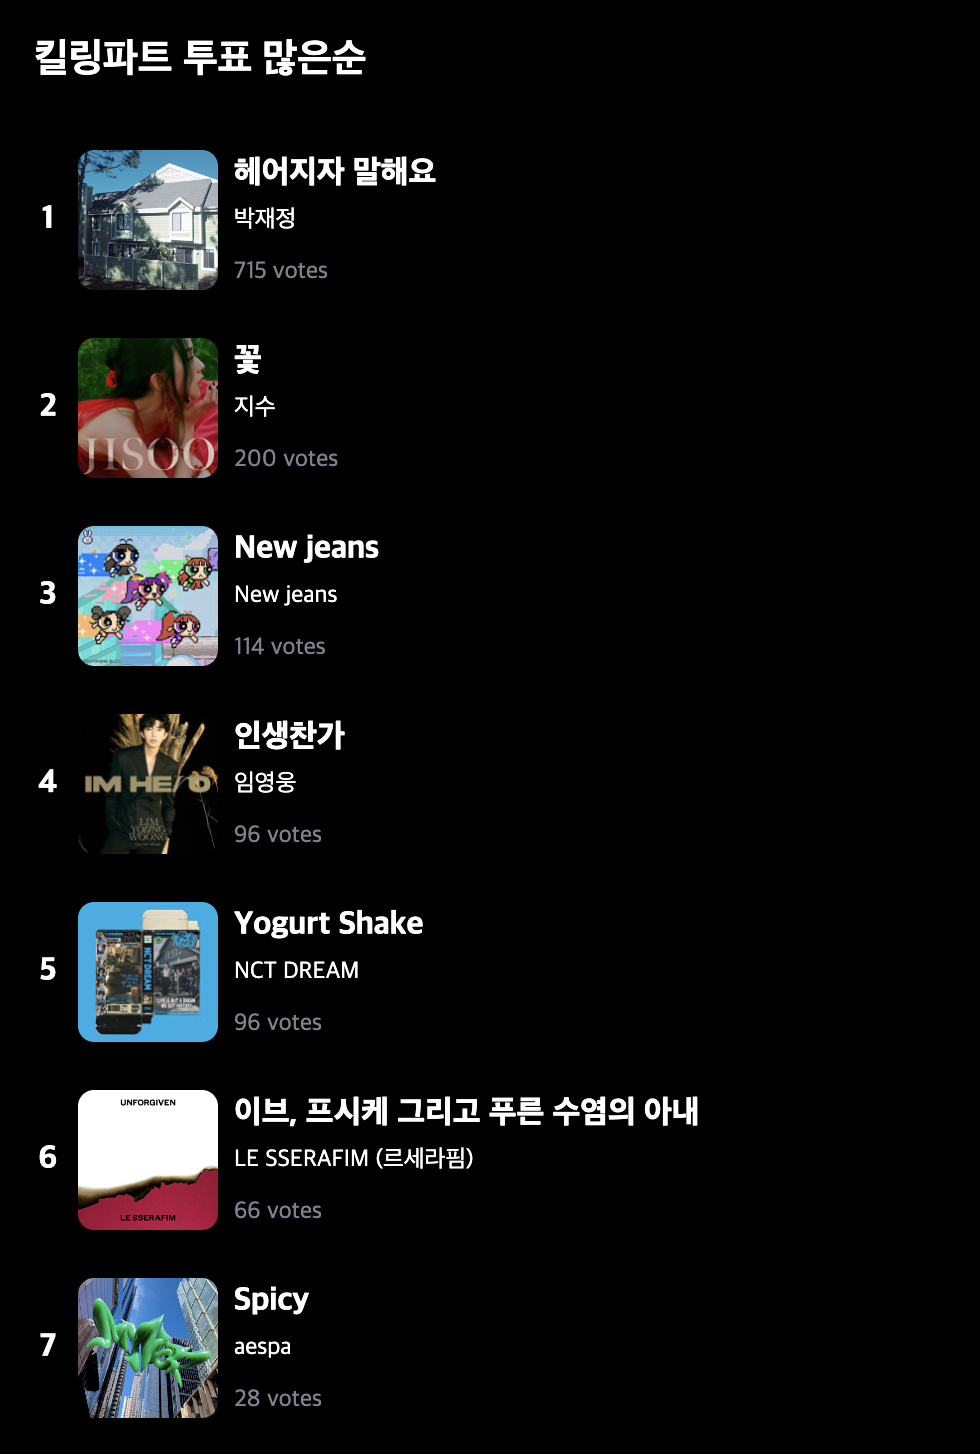 킬링파트 투표 많은순
1
헤어지자 말해요
박재정
715 votes
2
JISOO
꽃
지수
200 votes
3
New jeans
New jeans
114 votes
4
IM HERO
LIM
YOUNG
WOONG
인생찬가
임영웅
96 votes
5
NCT DREAM
Yogurt Shake
NCT DREAM
96 votes
6
UNFORGIVEN
LE SSERAFIM
이브, 프시케 그리고 푸른 수염의 아내
LE SSERAFIM (르세라핌)
66 votes
7
Spicy
aespa
28 votes